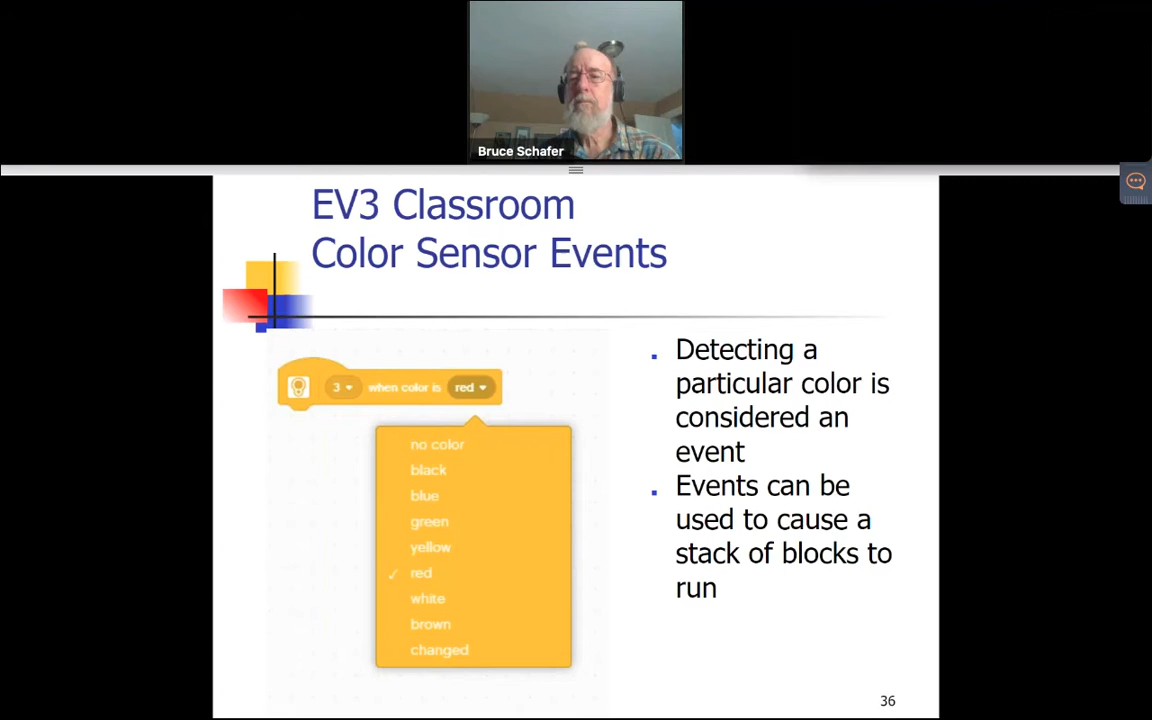 Bruce Schafer
EV3 Classroom
Color Sensor Events
3 when color is red
no color
black
blue
green
yellow
✓ red
white
brown
changed
Detecting a
particular color is
considered an
event
Events can be
used to cause a
stack of blocks to
run
36